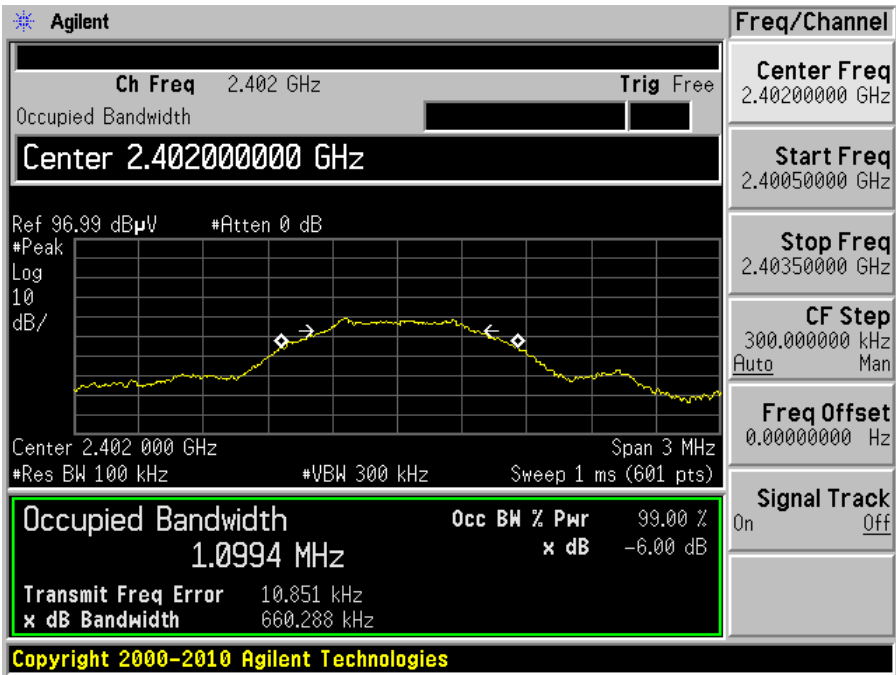 Agilent
Freq/Channel
Ch Freq 2.402 GHz Trig Free
Occupied Bandwidth
Center 2.402000000 GHz
Ref 96.99 dBµV #Atten 0 dB
#Peak
Log
10
dB/
Center 2.402 000 GHz Span 3 MHz
#Res BW 100 kHz #VBW 300 kHz Sweep 1 ms (601 pts)
Occupied Bandwidth
1.0994 MHz
Occ BW % Pwr 99.00 %
x dB -6.00 dB
Transmit Freq Error 10.851 kHz
x dB Bandwidth 660.288 kHz
Center Freq
2.40200000 GHz
Start Freq
2.40050000 GHz
Stop Freq
2.40350000 GHz
CF Step
300.000000 kHz
Auto Man
Freq Offset
0.00000000 Hz
Signal Track
On Off
Copyright 2000-2010 Agilent Technologies